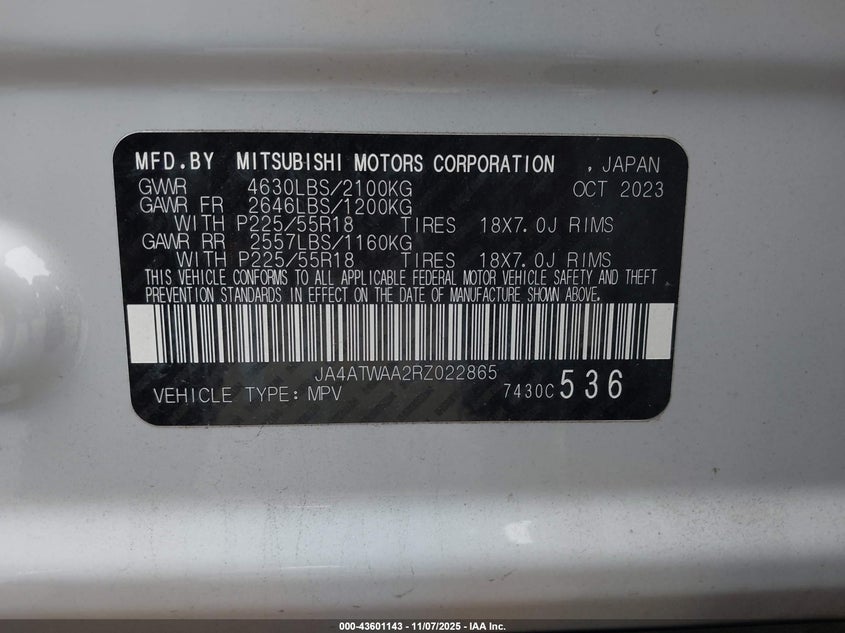 MFD.BY MITSUBISHI MOTORS CORPORATION , JAPAN
GVWR 4630LBS/2100KG OCT 2023
GAWR FR 2646LBS/1200KG
WITH P225/55R18 TIRES 18X7.0J RIMS
GAWR RR 2557LBS/1160KG
WITH P225/55R18 TIRES 18X7.0J RIMS
THIS VEHICLE CONFORMS TO ALL APPLICABLE FEDERAL MOTOR VEHICLE SAFETY AND THEFT
PREVENTION STANDARDS IN EFFECT ON THE DATE OF MANUFACTURE SHOWN ABOVE.
JA4ATWAA2RZ022865
VEHICLE TYPE: MPV 7430C 536
000-43601143 - 11/07/2025 - IAA Inc.